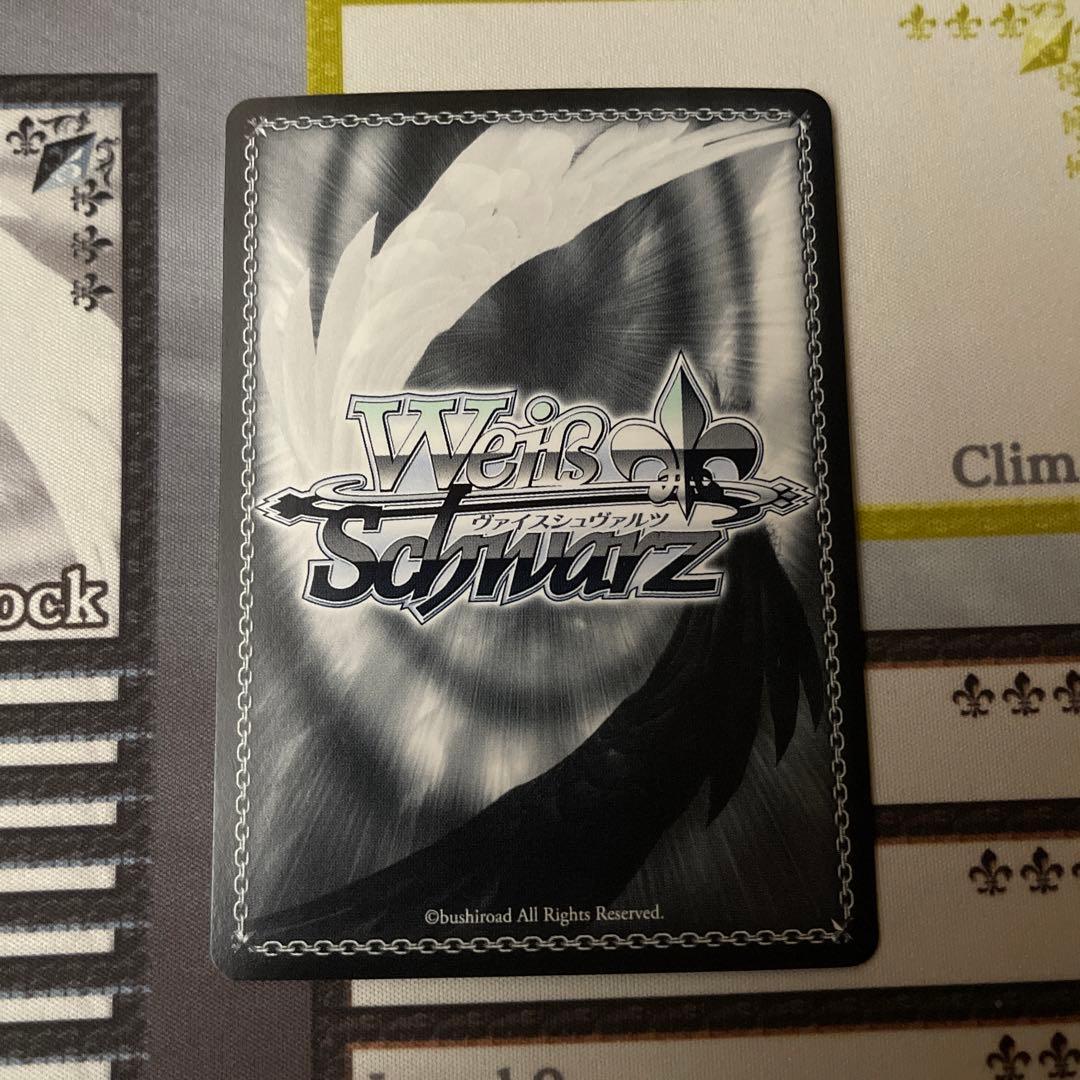 Weiß
ヴァイスシュヴァルツ
Schwarz
©bushiroad All Rights Reserved.
Clim
ock